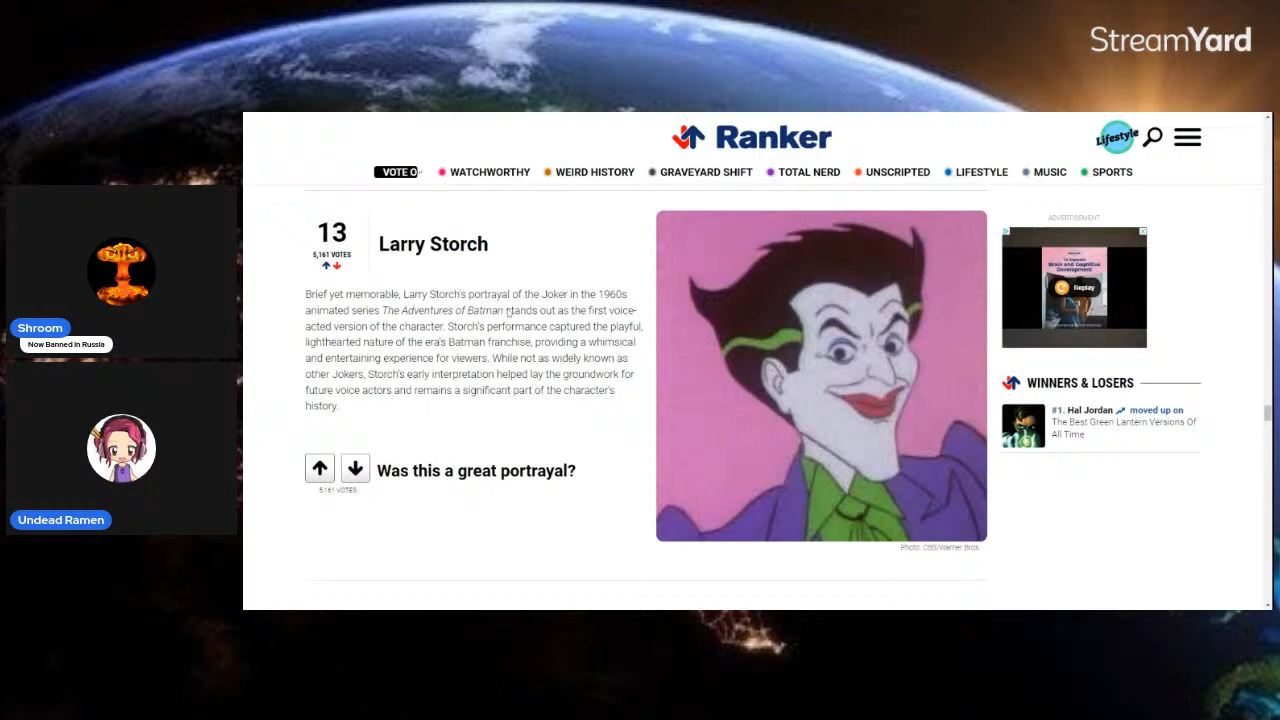 StreamYard
Ranker
Lifestyle
VOTE O
WATCHWORTHY
WEIRD HISTORY
GRAVEYARD SHIFT
TOTAL NERD
UNSCRIPTED
LIFESTYLE
MUSIC
SPORTS
13
5,161 VOTES
Larry Storch
Brief yet memorable, Larry Storch's portrayal of the Joker in the 1960s
animated series The Adventures of Batman stands out as the first voice-
acted version of the character. Storch's performance captured the playful,
lighthearted nature of the era's Batman franchise, providing a whimsical
and entertaining experience for viewers. While not as widely known as
other Jokers, Storch's early interpretation helped lay the groundwork for
future voice actors and remains a significant part of the character's
history.
Was this a great portrayal?
5,161 VOTES
Photo: CBS/Warner Bros.
ADVERTISEMENT
To Support
Brain and Cognitive
Development
Replay
WINNERS & LOSERS
#1. Hal Jordan moved up on
The Best Green Lantern Versions Of
All Time
Shroom
Now Banned in Russia
Undead Ramen